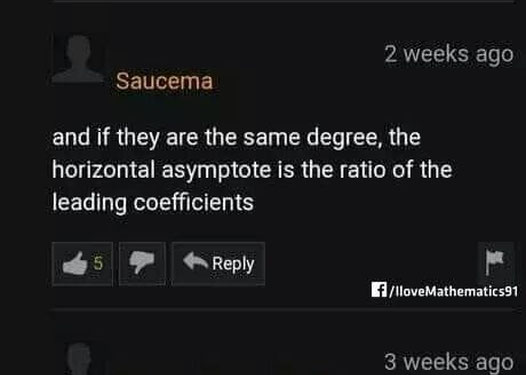 2 weeks ago
Saucema
and if they are the same degree, the
horizontal asymptote is the ratio of the
leading coefficients
5
Reply
f/IloveMathematics91
3 weeks ago